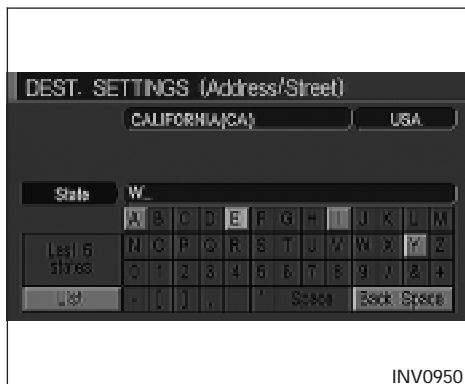 DEST. SETTINGS (Address/Street)
CALIFORNIA(CA) USA
State W_
A B C D E F G H I J K L M
Last 5 states
N O P Q R S T U V W X Y Z
0 1 2 3 4 5 6 7 8 9 / & +
List - ( ) . ' Space Back Space
INV0950